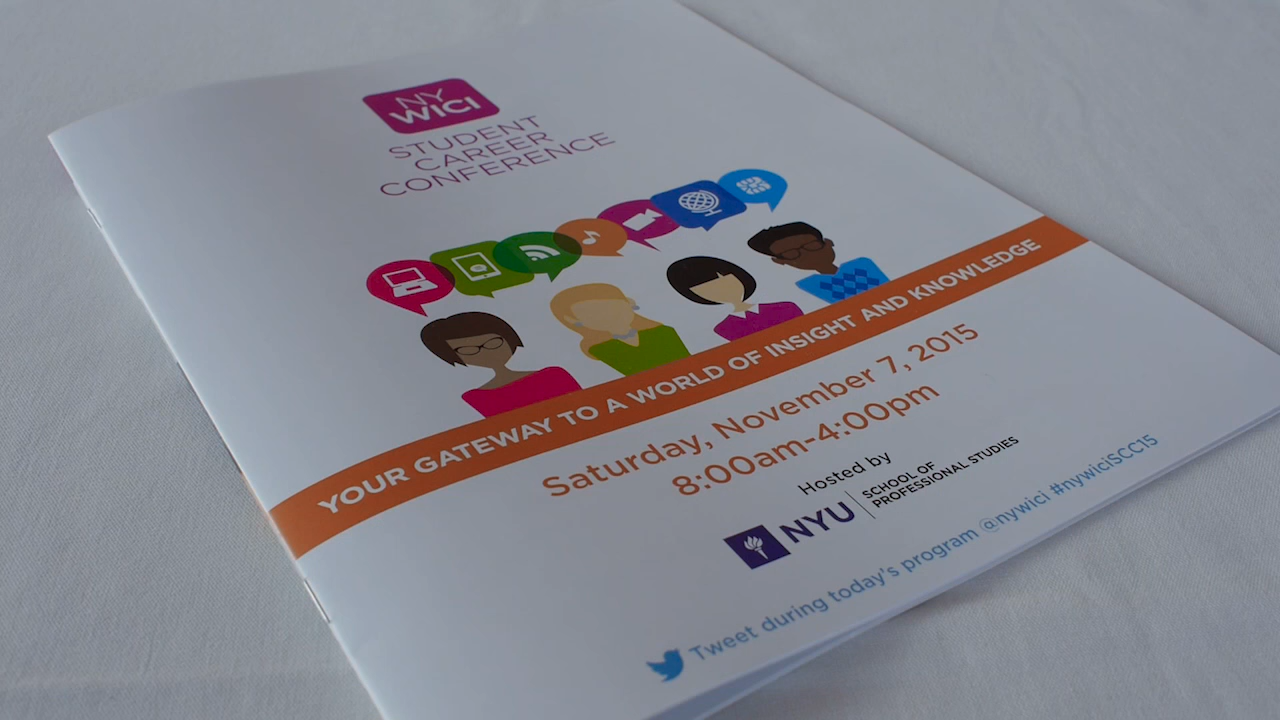 NY
WICI
STUDENT
CAREER
CONFERENCE
YOUR GATEWAY TO A WORLD OF INSIGHT AND KNOWLEDGE
Saturday, November 7, 2015
8:00am-4:00pm
Hosted by
NYU
SCHOOL OF
PROFESSIONAL STUDIES
Tweet during today's program @nywici #nywiciSCC15